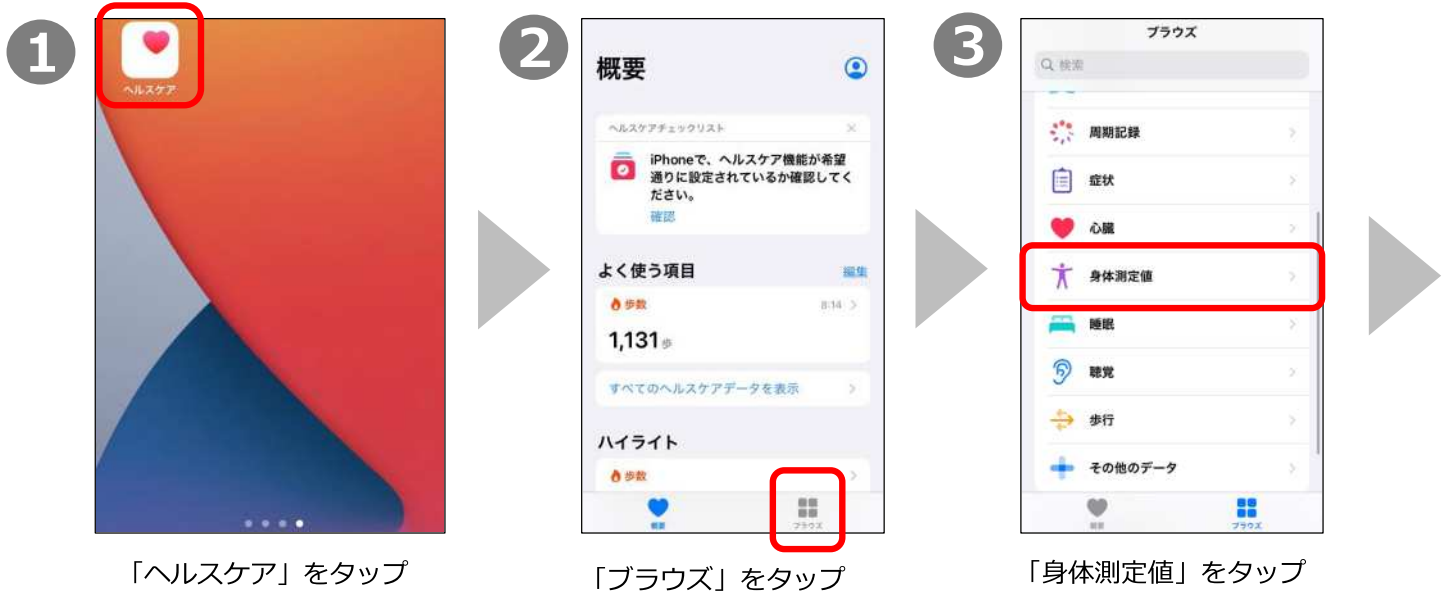 1
ヘルスケア
「ヘルスケア」をタップ
2
概要
ヘルスケアチェックリスト
iPhoneで、ヘルスケア機能が希望
通りに設定されているか確認してく
ださい。
確認
よく使う項目
編集
歩数
8:14
1,131 歩
すべてのヘルスケアデータを表示
ハイライト
歩数
概要
ブラウズ
「ブラウズ」をタップ
3
ブラウズ
検索
周期記録
症状
心臓
身体測定値
睡眠
聴覚
歩行
その他のデータ
概要
ブラウズ
「身体測定値」をタップ